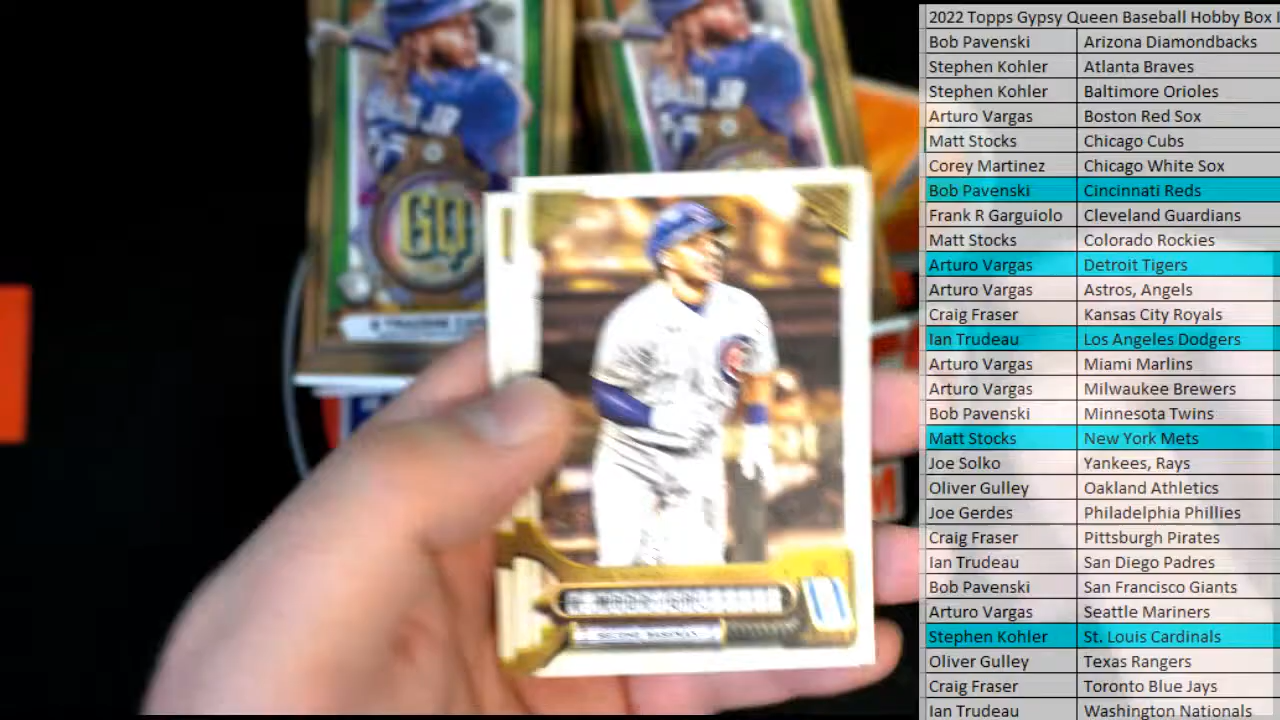 2022 Topps Gypsy Queen Baseball Hobby Box
Bob Pavenski Arizona Diamondbacks
Stephen Kohler Atlanta Braves
Stephen Kohler Baltimore Orioles
Arturo Vargas Boston Red Sox
Matt Stocks Chicago Cubs
Corey Martinez Chicago White Sox
Bob Pavenski Cincinnati Reds
Frank R Garguiolo Cleveland Guardians
Matt Stocks Colorado Rockies
Arturo Vargas Detroit Tigers
Arturo Vargas Astros, Angels
Craig Fraser Kansas City Royals
Ian Trudeau Los Angeles Dodgers
Arturo Vargas Miami Marlins
Arturo Vargas Milwaukee Brewers
Bob Pavenski Minnesota Twins
Matt Stocks New York Mets
Joe Solko Yankees, Rays
Oliver Gulley Oakland Athletics
Joe Gerdes Philadelphia Phillies
Craig Fraser Pittsburgh Pirates
Ian Trudeau San Diego Padres
Bob Pavenski San Francisco Giants
Arturo Vargas Seattle Mariners
Stephen Kohler St. Louis Cardinals
Oliver Gulley Texas Rangers
Craig Fraser Toronto Blue Jays
Ian Trudeau Washington Nationals
GQ
SECOND BASEMAN